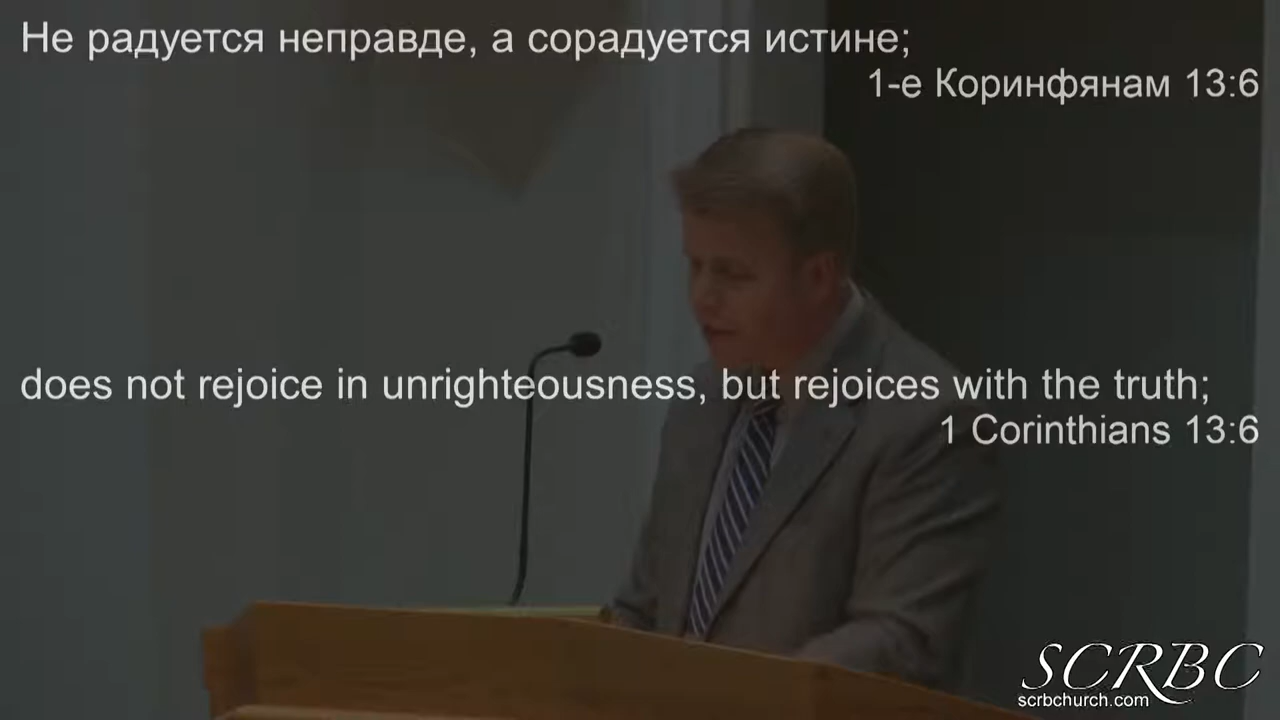 Не радуется неправде, а сорадуется истине;
1-е Коринфянам 13:6
does not rejoice in unrighteousness, but rejoices with the truth;
1 Corinthians 13:6
SCRBC
scrbchurch.com